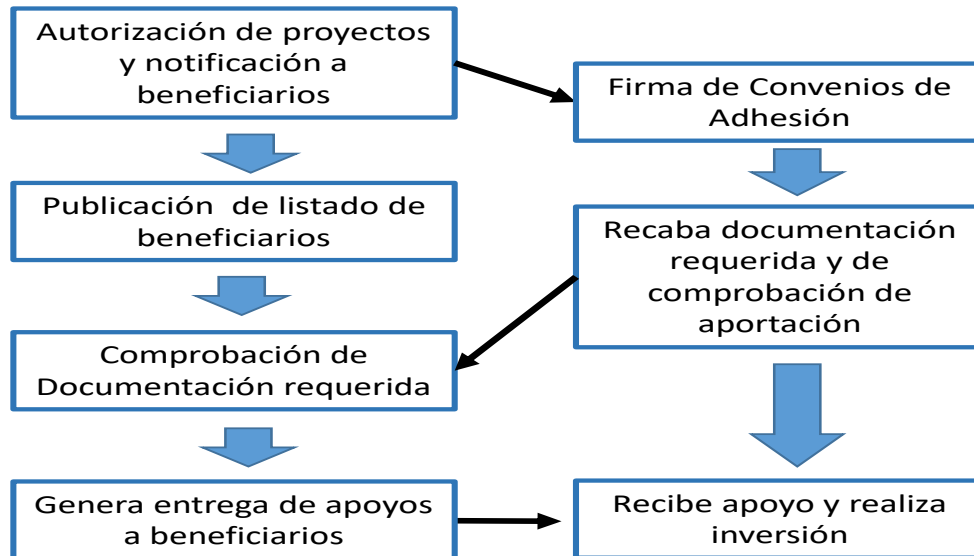 Autorización de proyectos
y notificación a
beneficiarios
Firma de Convenios de
Adhesión
Publicación de listado de
beneficiarios
Recaba documentación
requerida y de
comprobación de
aportación
Comprobación de
Documentación requerida
Genera entrega de apoyos
a beneficiarios
Recibe apoyo y realiza
inversión